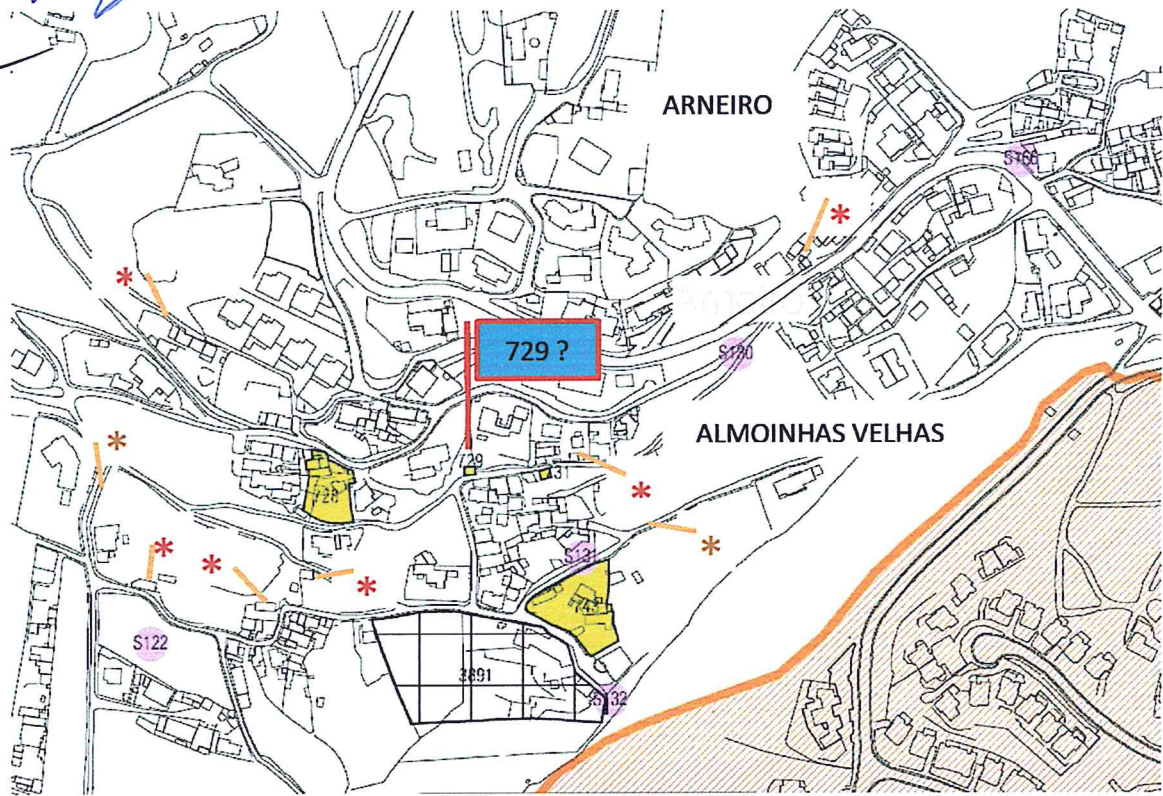 ARNEIRO
S166
*
*
729 ?
S130
ALMOINHAS VELHAS
*
729
*
728
*
S131
*
*
*
S122
3891
S132